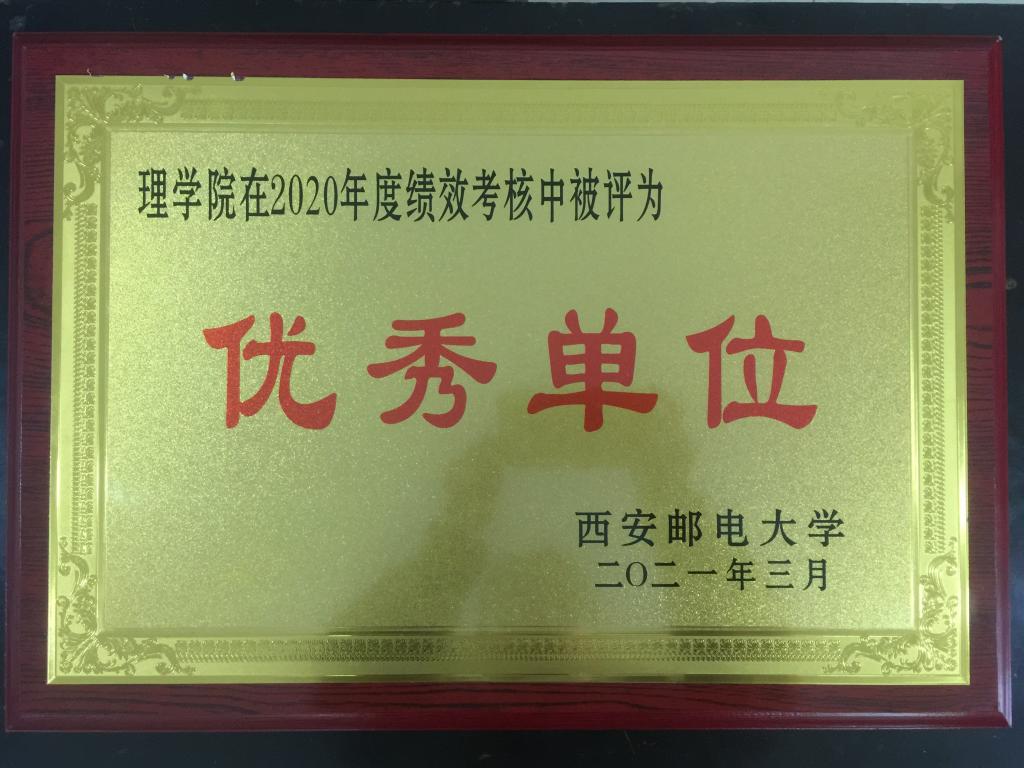 理学院在2020年度绩效考核中被评为
优秀单位
西安邮电大学
二〇二一年三月